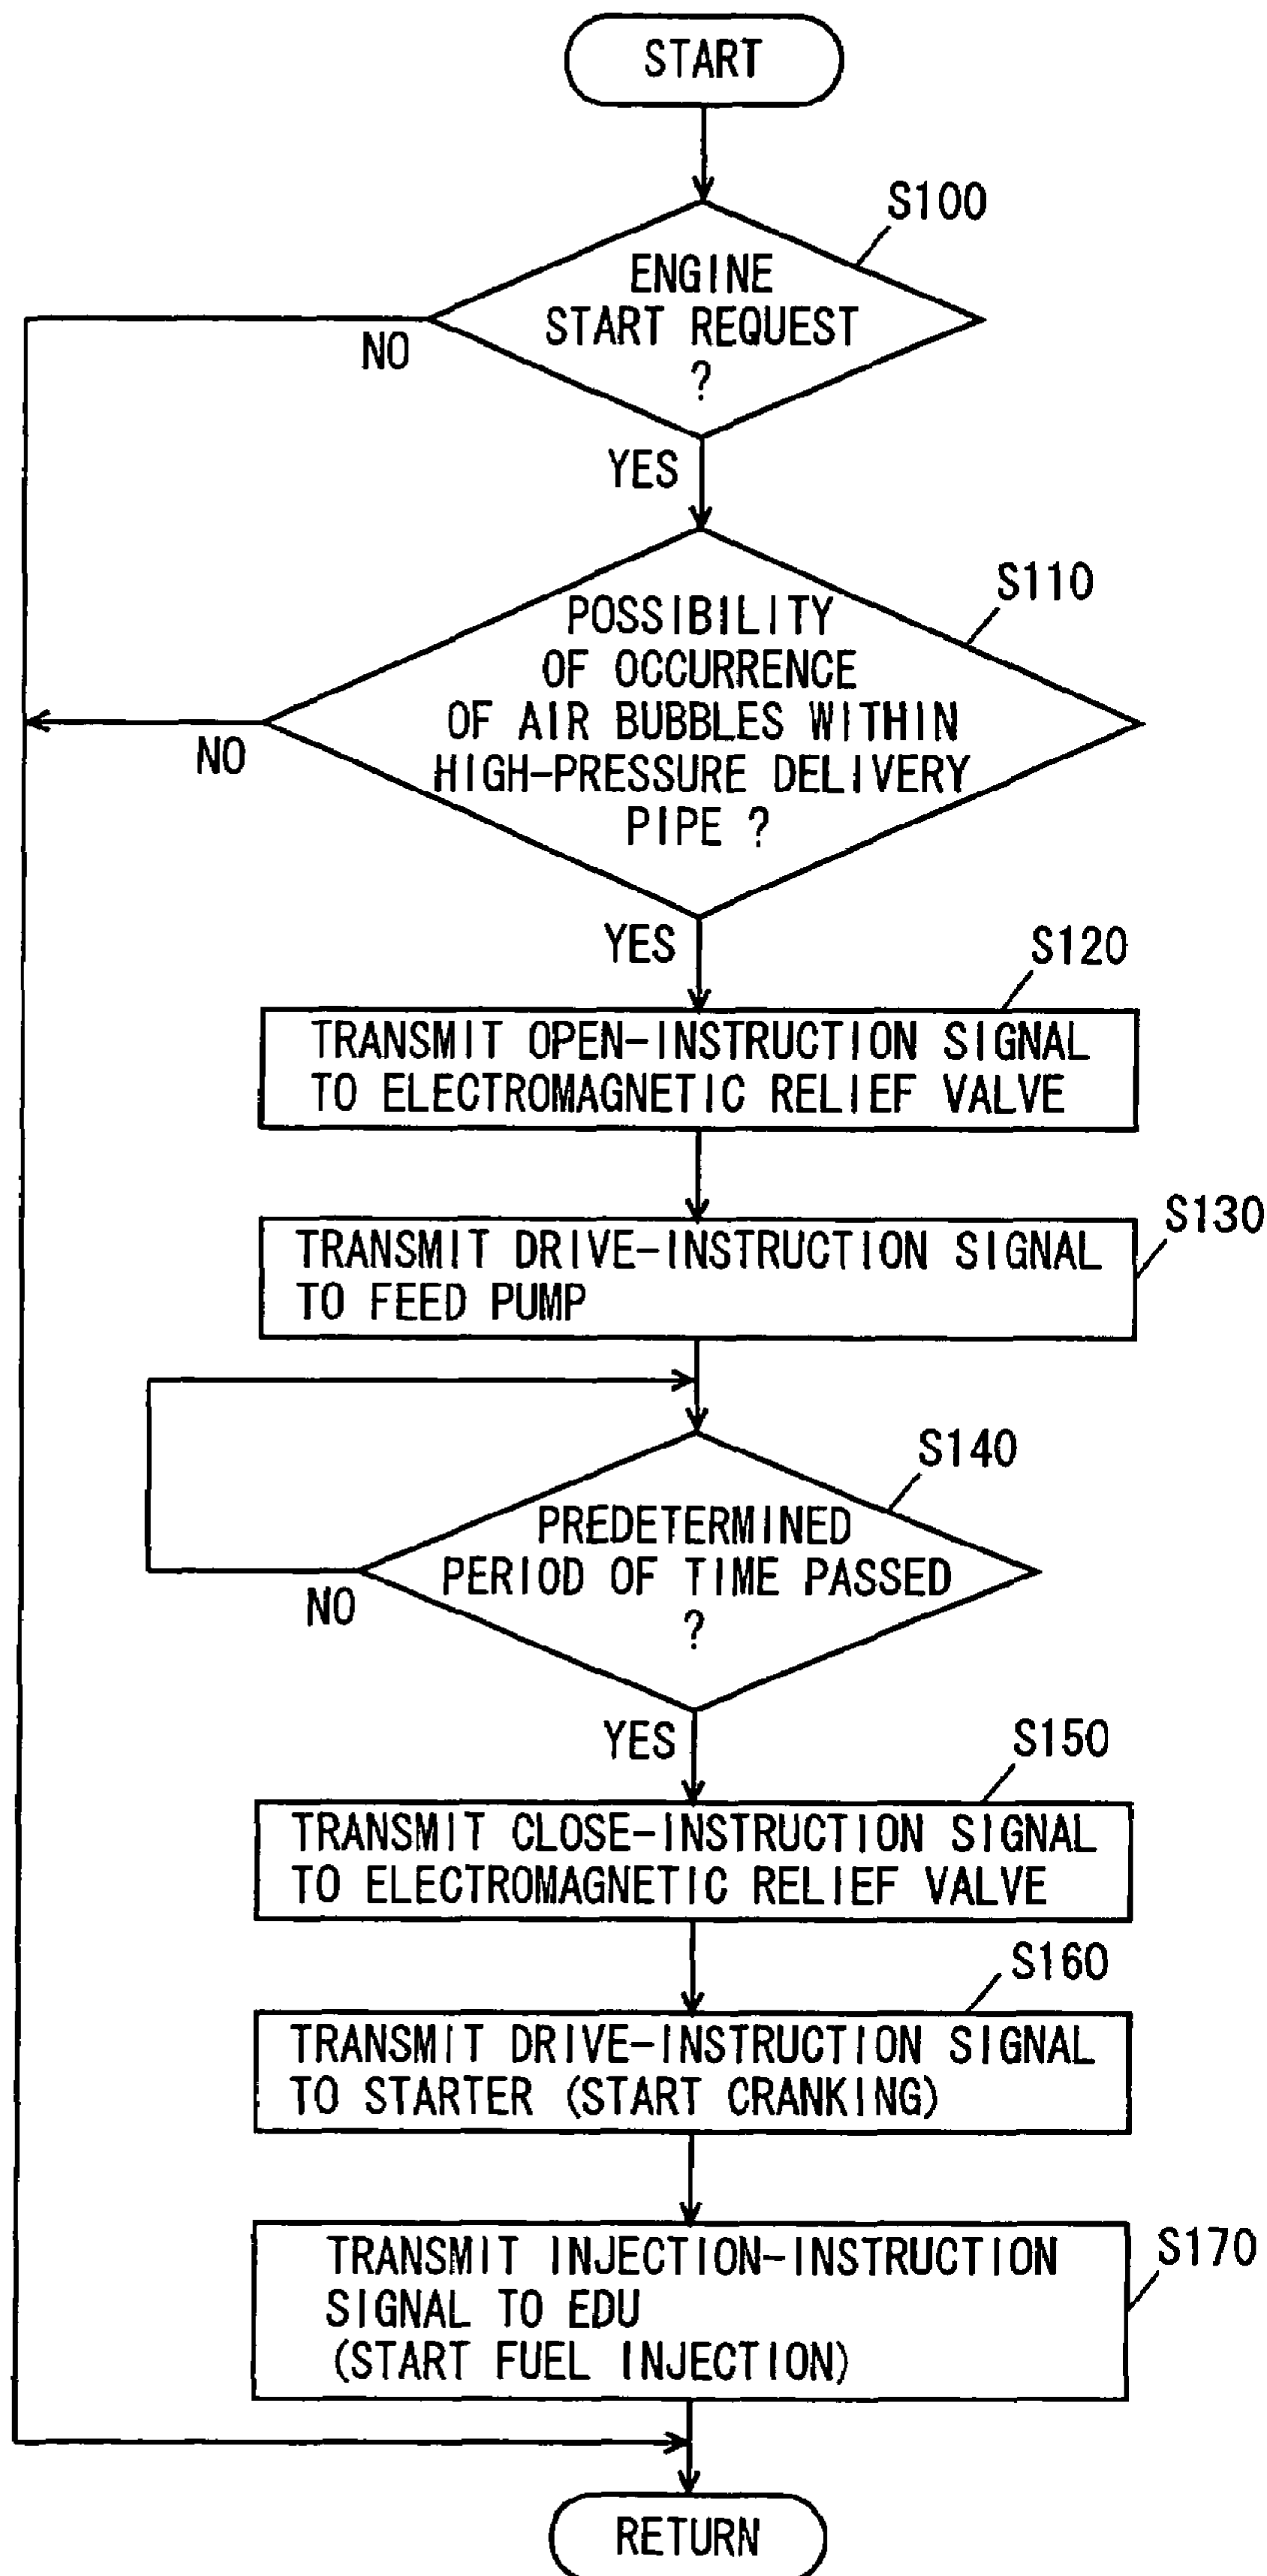 START
S100
ENGINE
START REQUEST
?
NO
YES
S110
POSSIBILITY
OF OCCURRENCE
OF AIR BUBBLES WITHIN
HIGH-PRESSURE DELIVERY
PIPE ?
NO
YES
S120
TRANSMIT OPEN-INSTRUCTION SIGNAL
TO ELECTROMAGNETIC RELIEF VALVE
S130
TRANSMIT DRIVE-INSTRUCTION SIGNAL
TO FEED PUMP
S140
PREDETERMINED
PERIOD OF TIME PASSED
?
NO
YES
S150
TRANSMIT CLOSE-INSTRUCTION SIGNAL
TO ELECTROMAGNETIC RELIEF VALVE
S160
TRANSMIT DRIVE-INSTRUCTION SIGNAL
TO STARTER (START CRANKING)
S170
TRANSMIT INJECTION-INSTRUCTION
SIGNAL TO EDU
(START FUEL INJECTION)
RETURN